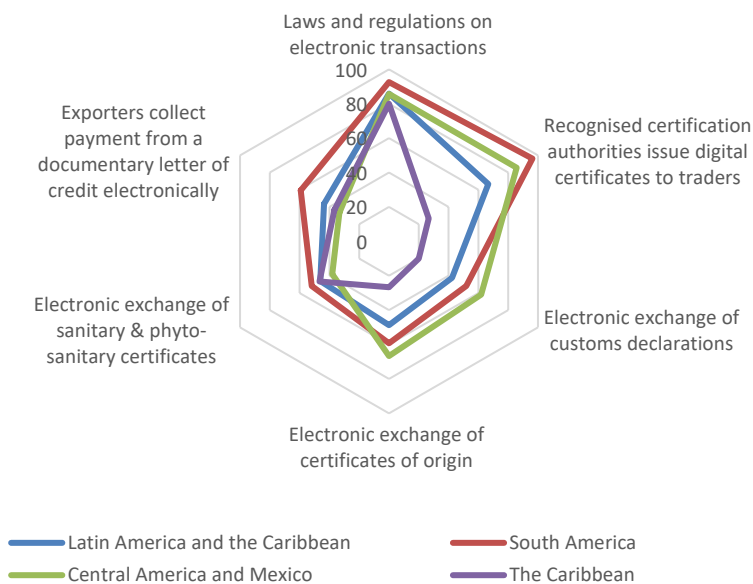 Laws and regulations on
electronic transactions
100
80
60
40
20
0
Recognised certification
authorities issue digital
certificates to traders
Electronic exchange of
customs declarations
Electronic exchange of
certificates of origin
Electronic exchange of
sanitary & phyto-
sanitary certificates
Exporters collect
payment from a
documentary letter of
credit electronically
Latin America and the Caribbean
South America
Central America and Mexico
The Caribbean